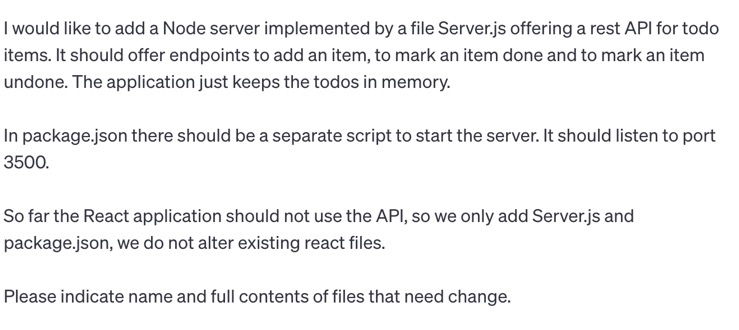 I would like to add a Node server implemented by a file Server.js offering a rest API for todo
items. It should offer endpoints to add an item, to mark an item done and to mark an item
undone. The application just keeps the todos in memory.
In package.json there should be a separate script to start the server. It should listen to port
3500.
So far the React application should not use the API, so we only add Server.js and
package.json, we do not alter existing react files.
Please indicate name and full contents of files that need change.